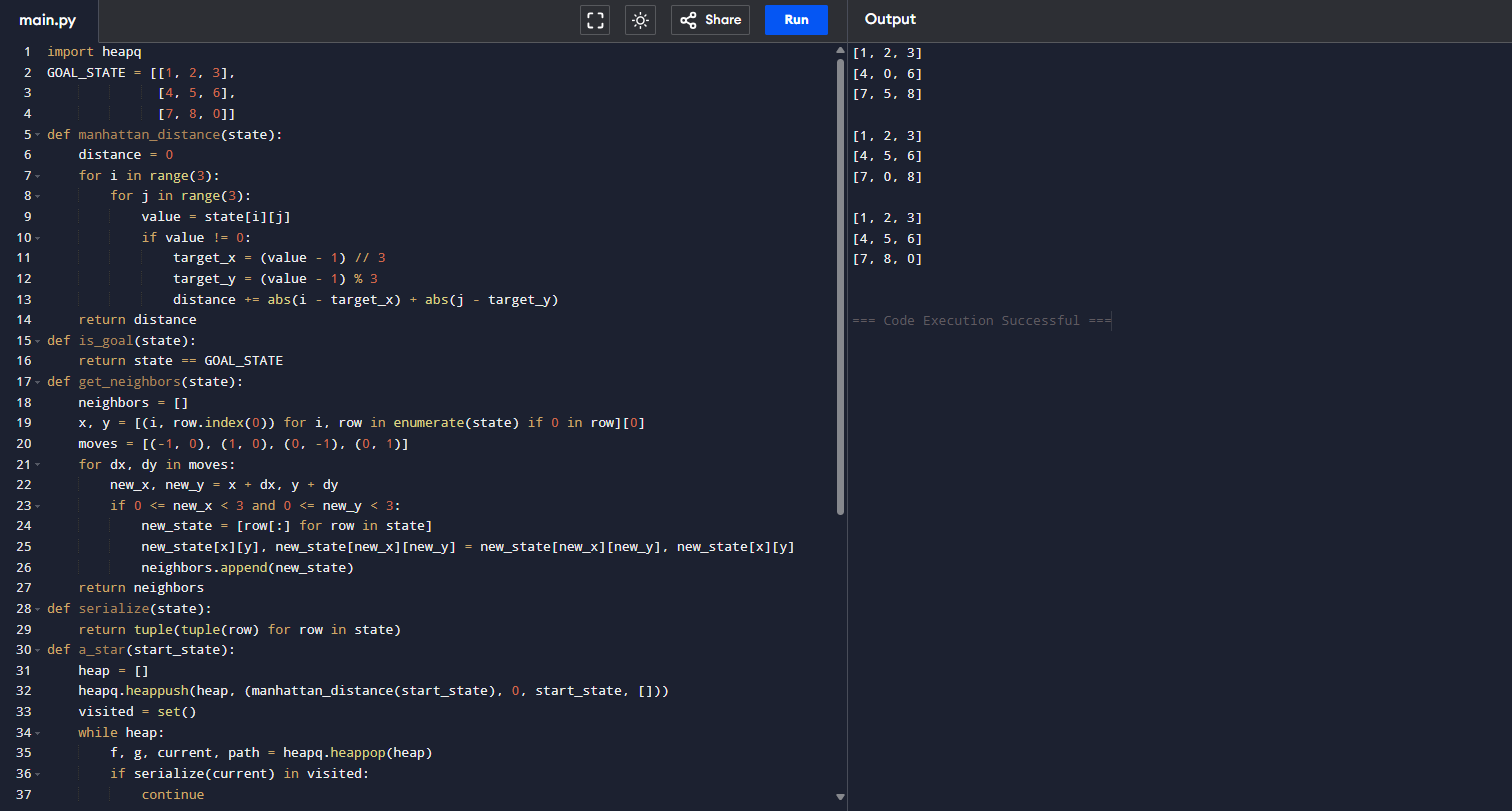 main.py
Share
Run
Output
1 import heapq
2 GOAL_STATE = [[1, 2, 3],
3 [4, 5, 6],
4 [7, 8, 0]]
5 def manhattan_distance(state):
6 distance = 0
7 for i in range(3):
8 for j in range(3):
9 value = state[i][j]
10 if value != 0:
11 target_x = (value - 1) // 3
12 target_y = (value - 1) % 3
13 distance += abs(i - target_x) + abs(j - target_y)
14 return distance
15 def is_goal(state):
16 return state == GOAL_STATE
17 def get_neighbors(state):
18 neighbors = []
19 x, y = [(i, row.index(0)) for i, row in enumerate(state) if 0 in row][0]
20 moves = [(-1, 0), (1, 0), (0, -1), (0, 1)]
21 for dx, dy in moves:
22 new_x, new_y = x + dx, y + dy
23 if 0 <= new_x < 3 and 0 <= new_y < 3:
24 new_state = [row[:] for row in state]
25 new_state[x][y], new_state[new_x][new_y] = new_state[new_x][new_y], new_state[x][y]
26 neighbors.append(new_state)
27 return neighbors
28 def serialize(state):
29 return tuple(tuple(row) for row in state)
30 def a_star(start_state):
31 heap = []
32 heapq.heappush(heap, (manhattan_distance(start_state), 0, start_state, []))
33 visited = set()
34 while heap:
35 f, g, current, path = heapq.heappop(heap)
36 if serialize(current) in visited:
37 continue
[1, 2, 3]
[4, 0, 6]
[7, 5, 8]
[1, 2, 3]
[4, 5, 6]
[7, 0, 8]
[1, 2, 3]
[4, 5, 6]
[7, 8, 0]
=== Code Execution Successful ===